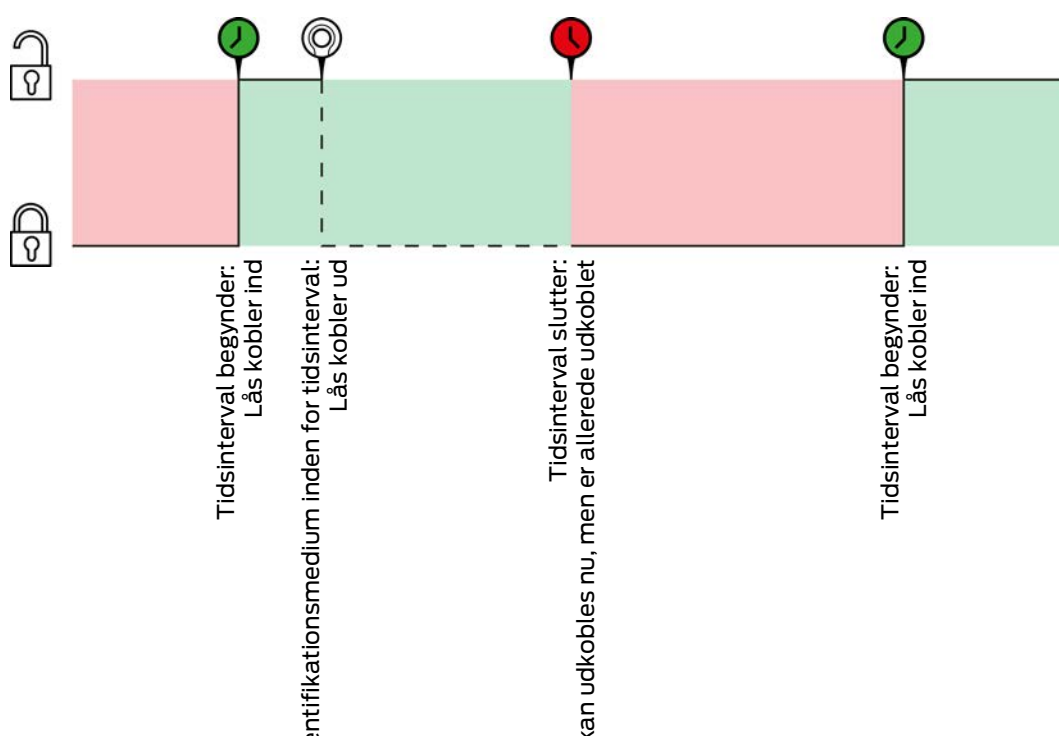 Tidsinterval begynder:
Lås kobler ind
entifikationsmedium inden for tidsinterval:
Lås kobler ud
Tidsinterval slutter:
kan udkobles nu, men er allerede udkoblet
Tidsinterval begynder:
Lås kobler ind